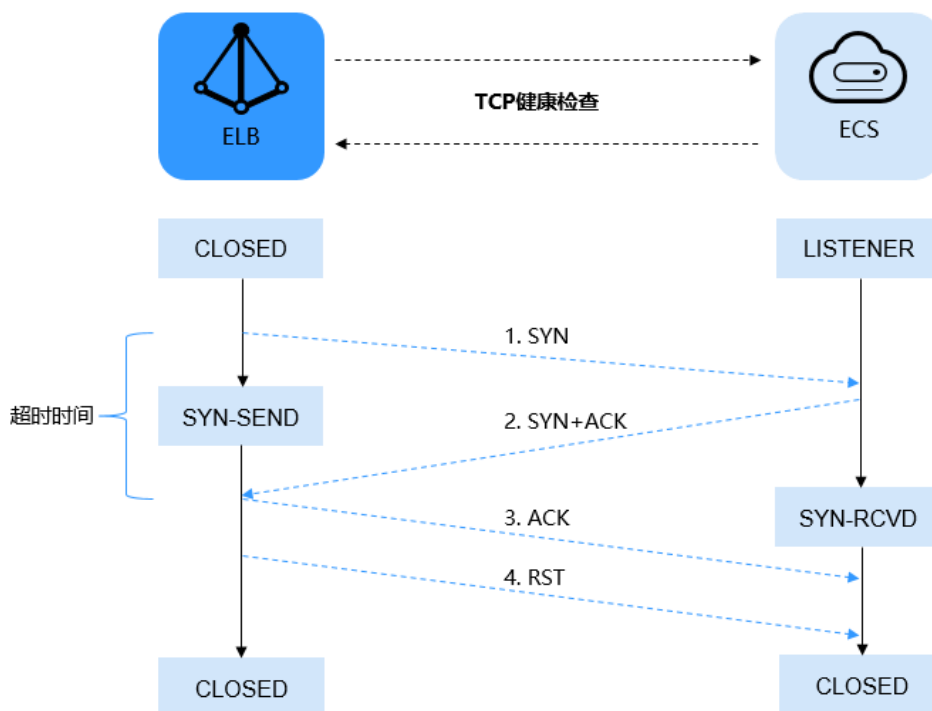 ELB
TCP健康检查
ECS
CLOSED
LISTENER
1. SYN
超时时间
SYN-SEND
2. SYN+ACK
SYN-RCVD
3. ACK
4. RST
CLOSED
CLOSED